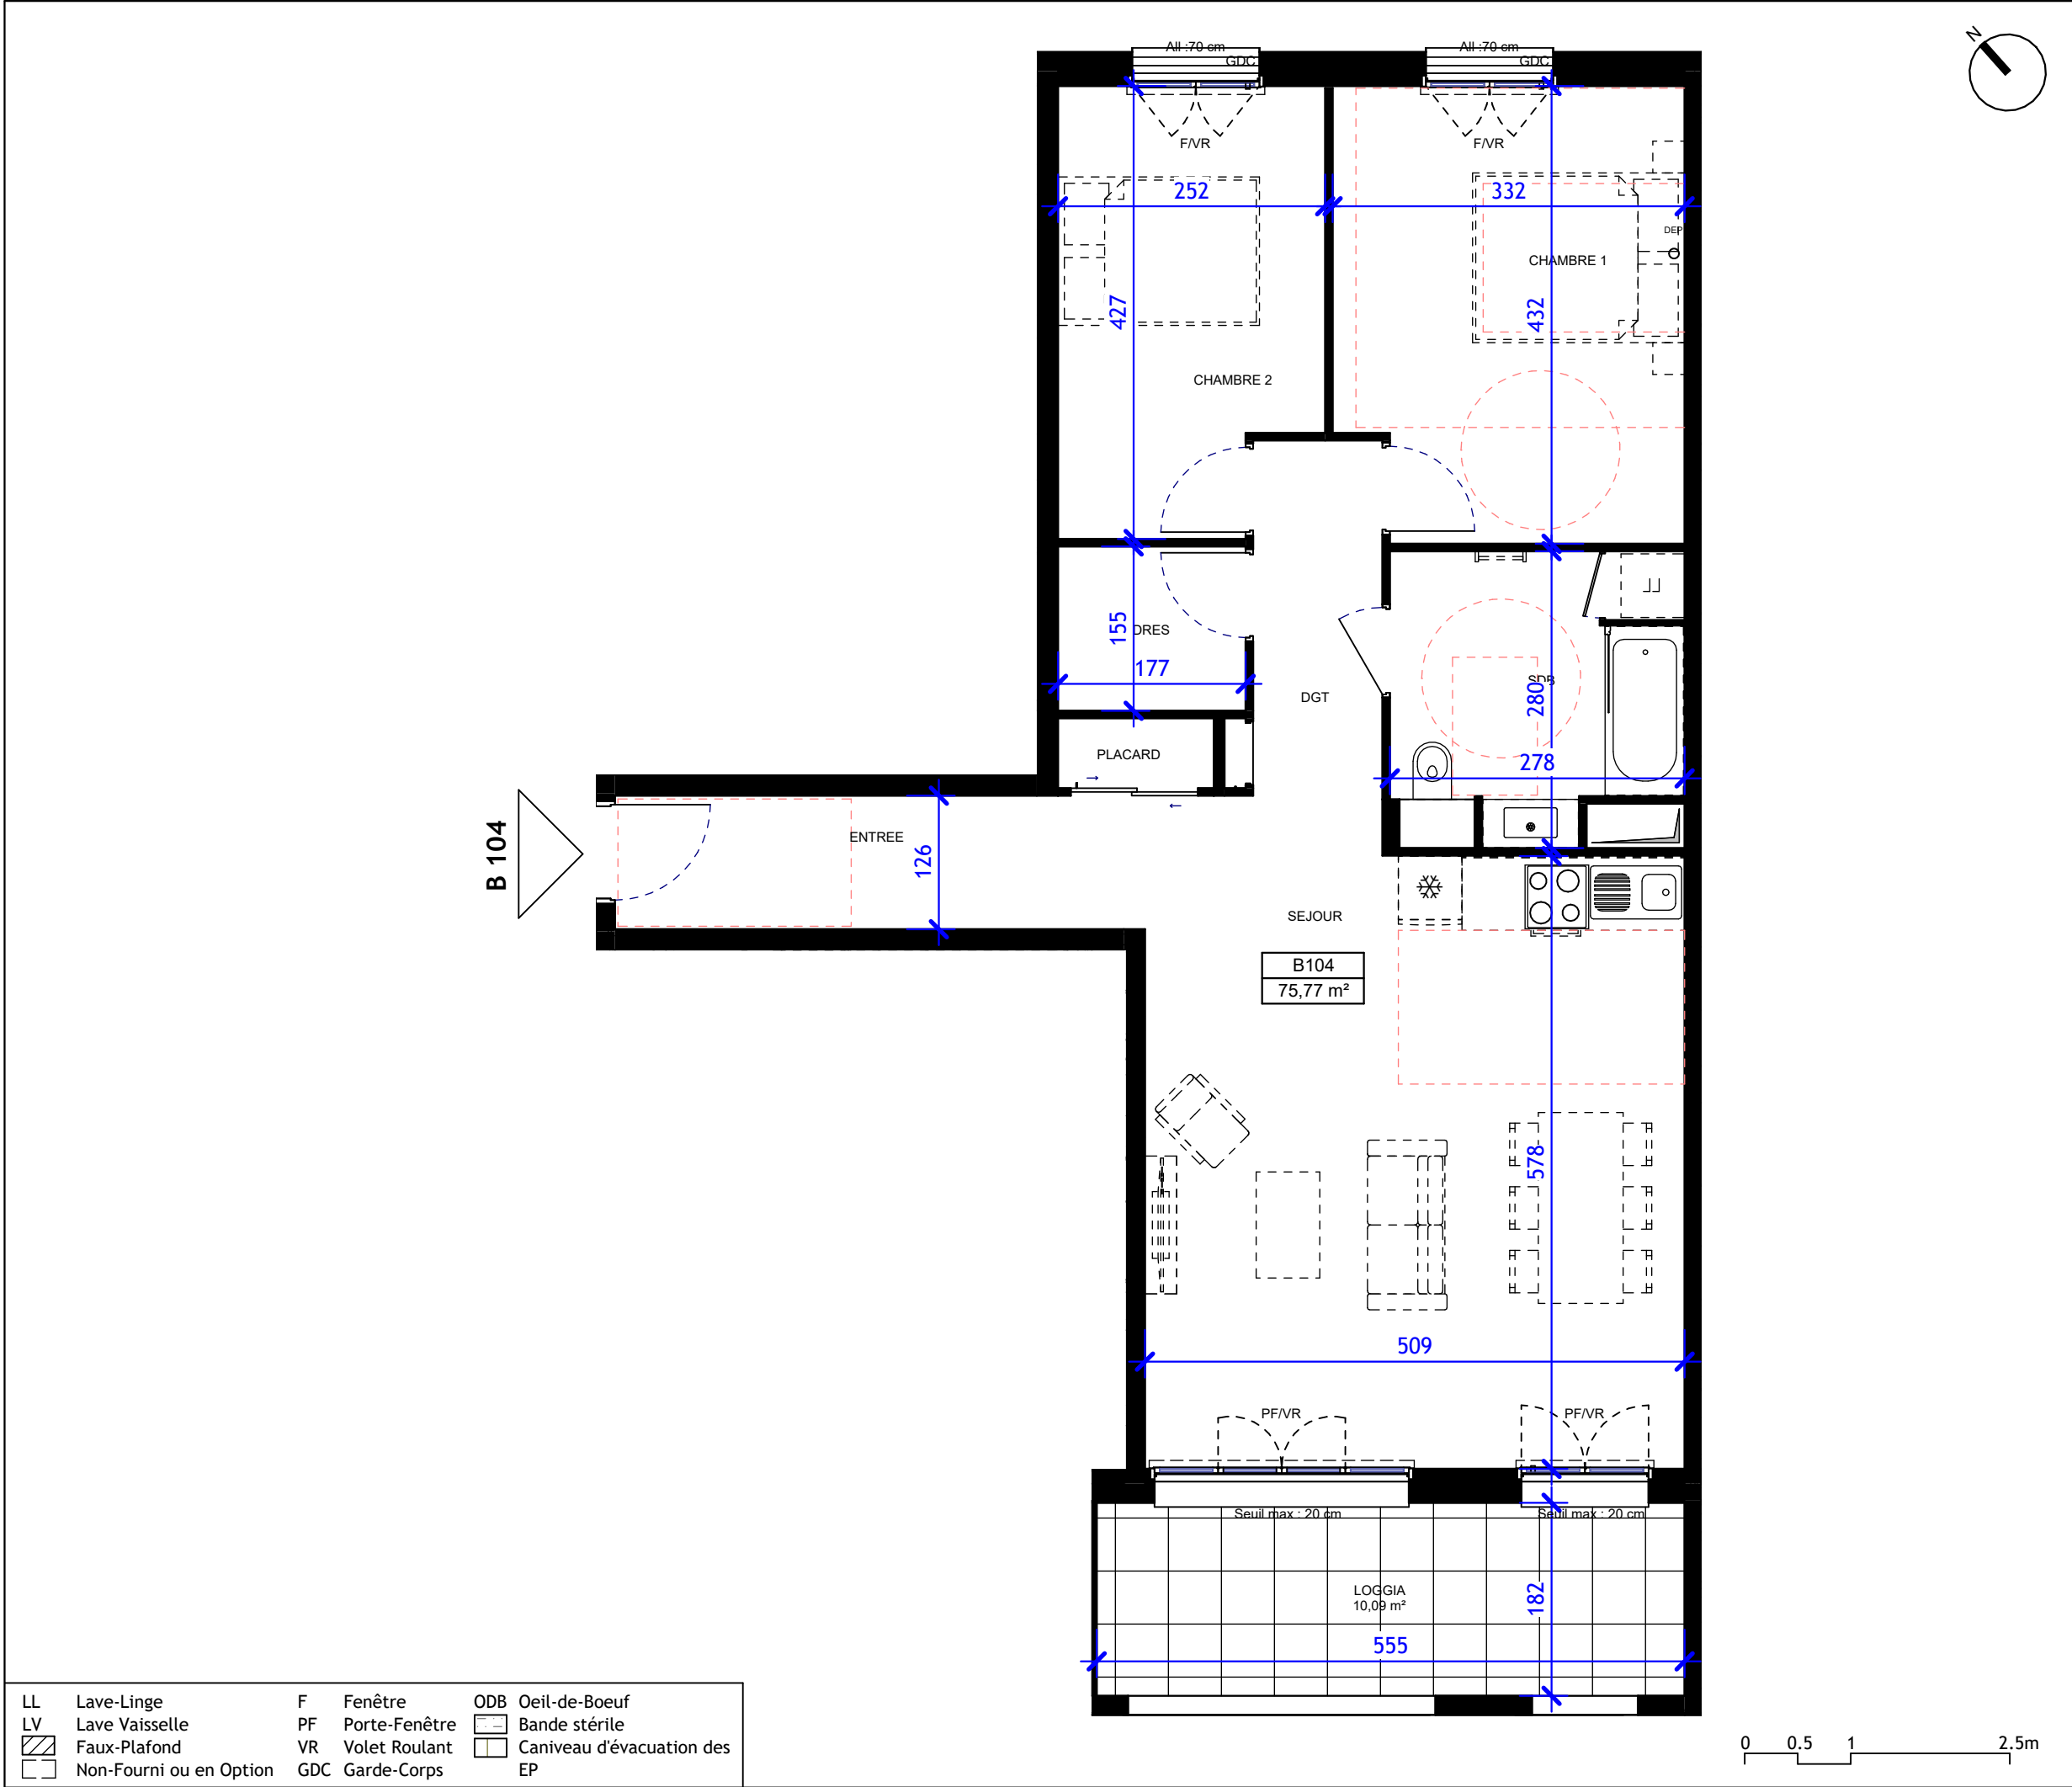 N
All :70 cm
GDC
All :70 cm
GDC
F/VR
F/VR
252
332
DEP
CHAMBRE 1
427
432
CHAMBRE 2
LL
155
DRES
177
SDB
280
DGT
PLACARD
278
B 104
ENTREE
126
SEJOUR
B104
75,77 m²
578
509
PF/VR
PF/VR
Seuil max : 20 cm
Seuil max : 20 cm
LOGGIA
10,09 m²
182
555
LL Lave-Linge F Fenêtre ODB Oeil-de-Boeuf
LV Lave Vaisselle PF Porte-Fenêtre Bande stérile
Faux-Plafond VR Volet Roulant Caniveau d'évacuation des
Non-Fourni ou en Option GDC Garde-Corps EP
0 0.5 1 2.5m